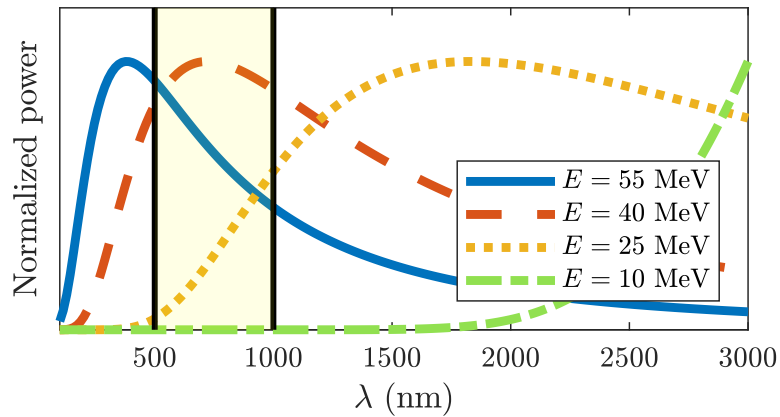 Normalized power
E = 55 MeV
E = 40 MeV
E = 25 MeV
E = 10 MeV
500 1000 1500 2000 2500 3000
λ (nm)